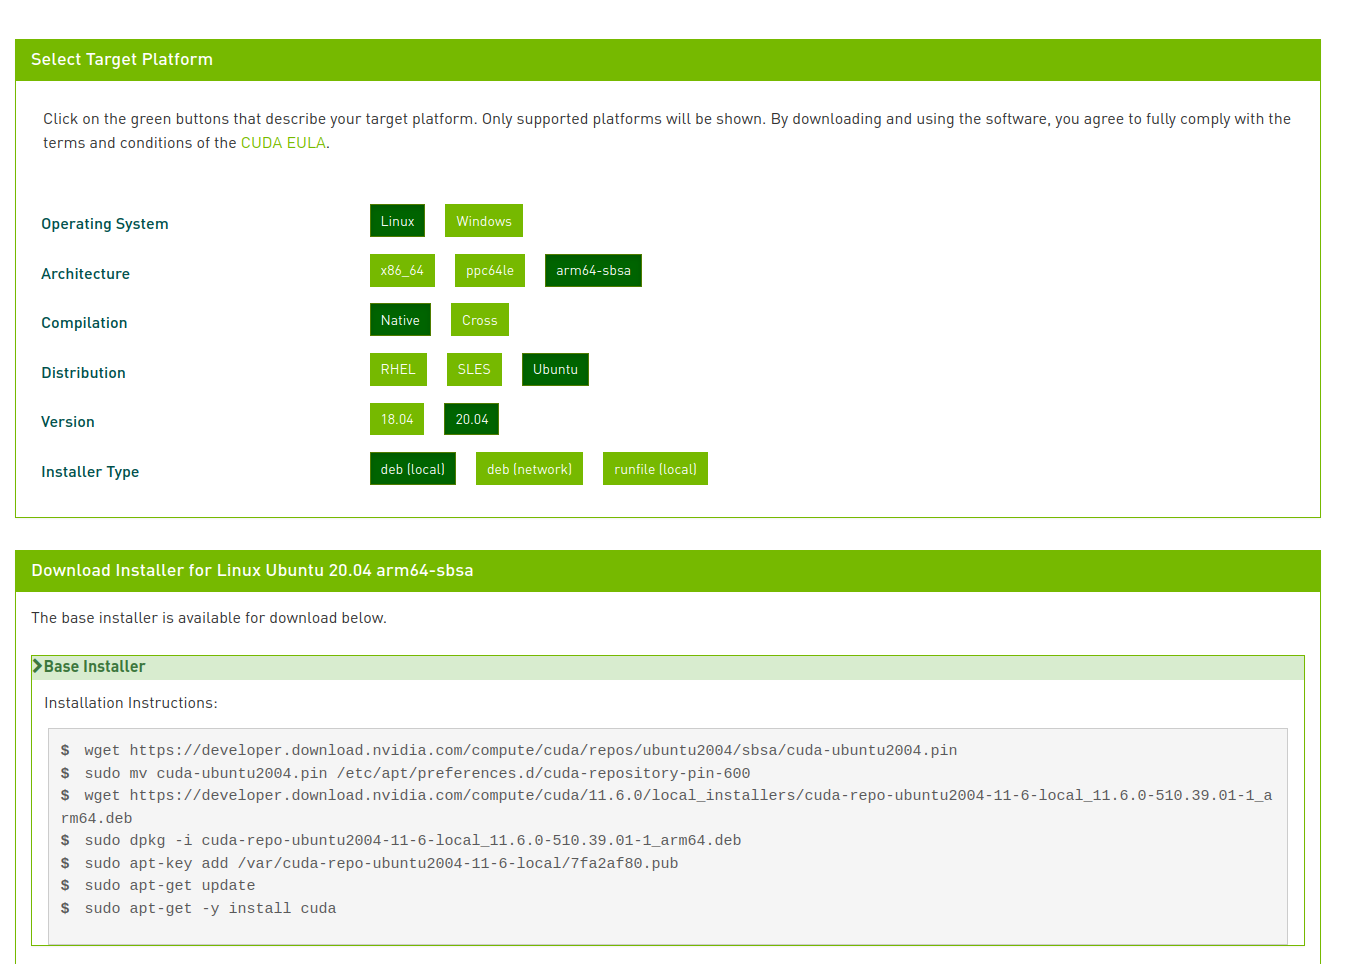 Select Target Platform
Click on the green buttons that describe your target platform. Only supported platforms will be shown. By downloading and using the software, you agree to fully comply with the
terms and conditions of the CUDA EULA.
Operating System Linux Windows
Architecture x86_64 ppc64le arm64-sbsa
Compilation Native Cross
Distribution RHEL SLES Ubuntu
Version 18.04 20.04
Installer Type deb (local) deb (network) runfile (local)
Download Installer for Linux Ubuntu 20.04 arm64-sbsa
The base installer is available for download below.
Base Installer
Installation Instructions:
$ wget https://developer.download.nvidia.com/compute/cuda/repos/ubuntu2004/sbsa/cuda-ubuntu2004.pin
$ sudo mv cuda-ubuntu2004.pin /etc/apt/preferences.d/cuda-repository-pin-600
$ wget https://developer.download.nvidia.com/compute/cuda/11.6.0/local_installers/cuda-repo-ubuntu2004-11-6-local_11.6.0-510.39.01-1_a
rm64.deb
$ sudo dpkg -i cuda-repo-ubuntu2004-11-6-local_11.6.0-510.39.01-1_arm64.deb
$ sudo apt-key add /var/cuda-repo-ubuntu2004-11-6-local/7fa2af80.pub
$ sudo apt-get update
$ sudo apt-get -y install cuda